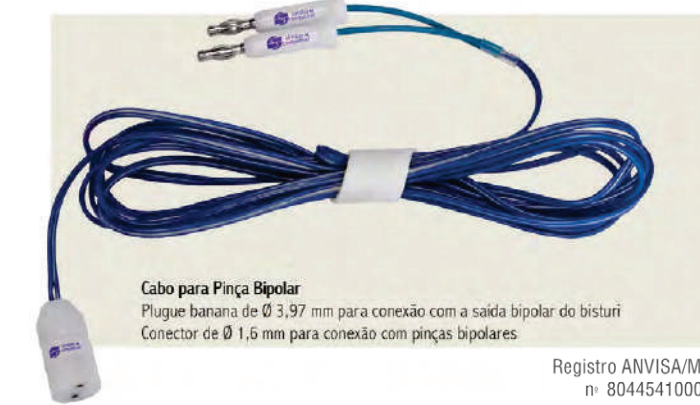 Cabo para Pinça Bipolar
Plugue banana de Ø 3,97 mm para conexão com a saída bipolar do bisturi
Conector de Ø 1,6 mm para conexão com pinças bipolares
Registro ANVISA/M
nº 8044541000